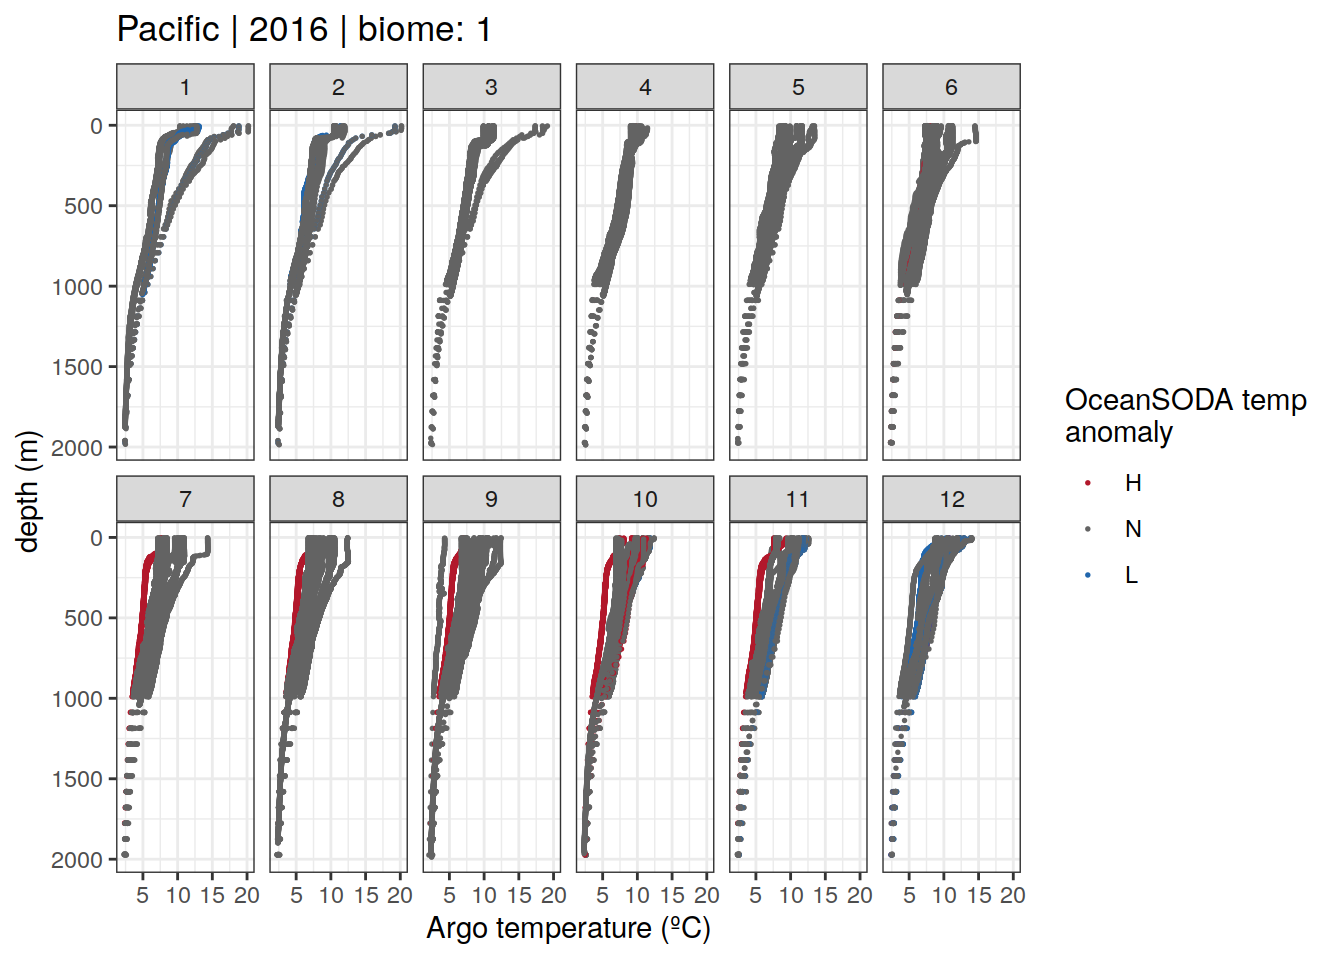 Pacific | 2016 | biome: 1
1 2 3 4 5 6
0
500
1000
1500
2000
7 8 9 10 11 12
0
500
1000
1500
2000
5 10 15 20 5 10 15 20 5 10 15 20 5 10 15 20 5 10 15 20 5 10 15 20
Argo temperature (ºC)
depth (m)
OceanSODA temp
anomaly
H
N
L